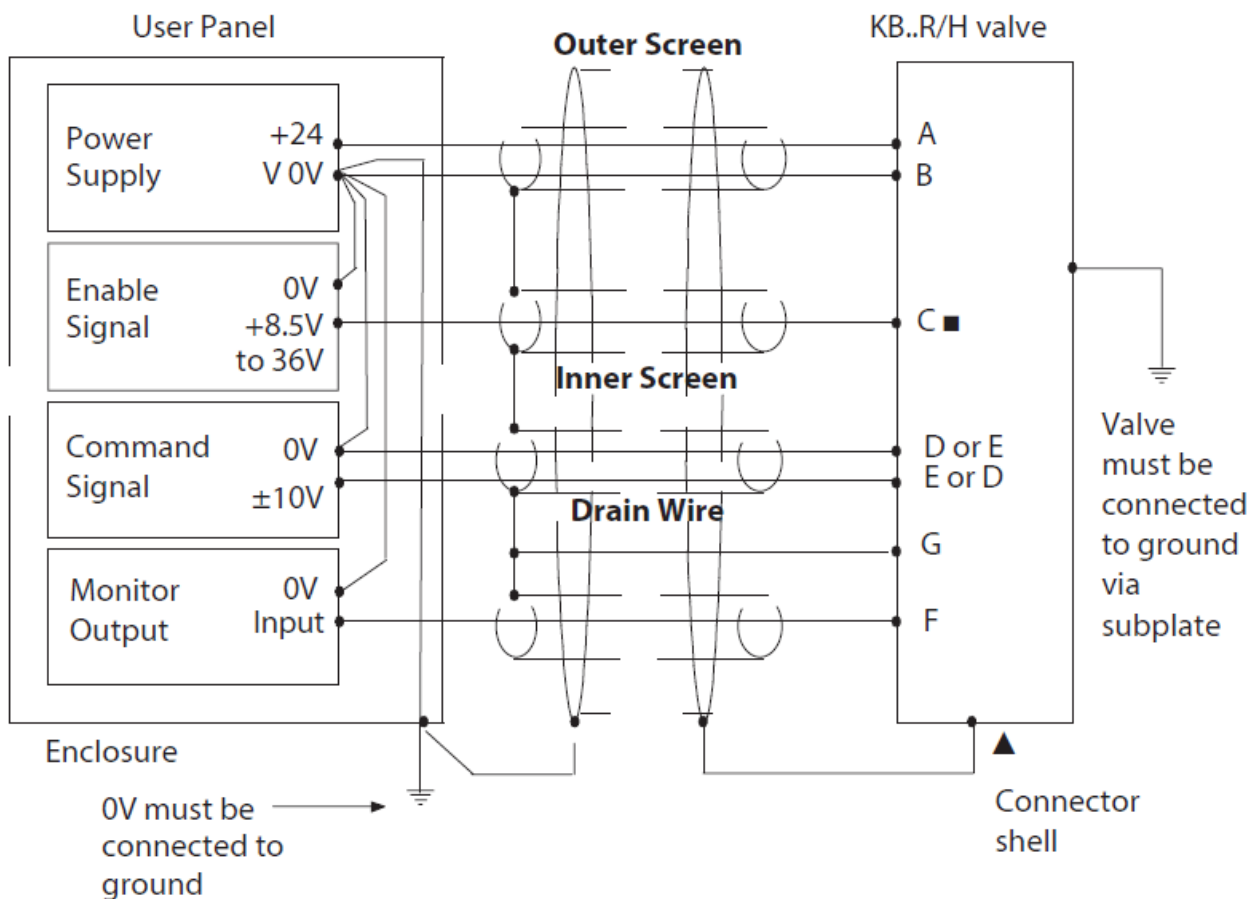 User Panel
Outer Screen
KB..R/H valve
Power
Supply
+24
V 0V
A
B
Enable
Signal
0V
+8.5V
to 36V
C ■
Inner Screen
Command
Signal
0V
±10V
D or E
E or D
Drain Wire
G
Monitor
Output
0V
Input
F
Valve
must be
connected
to ground
via
subplate
Enclosure
0V must be
connected to
ground
▲
Connector
shell